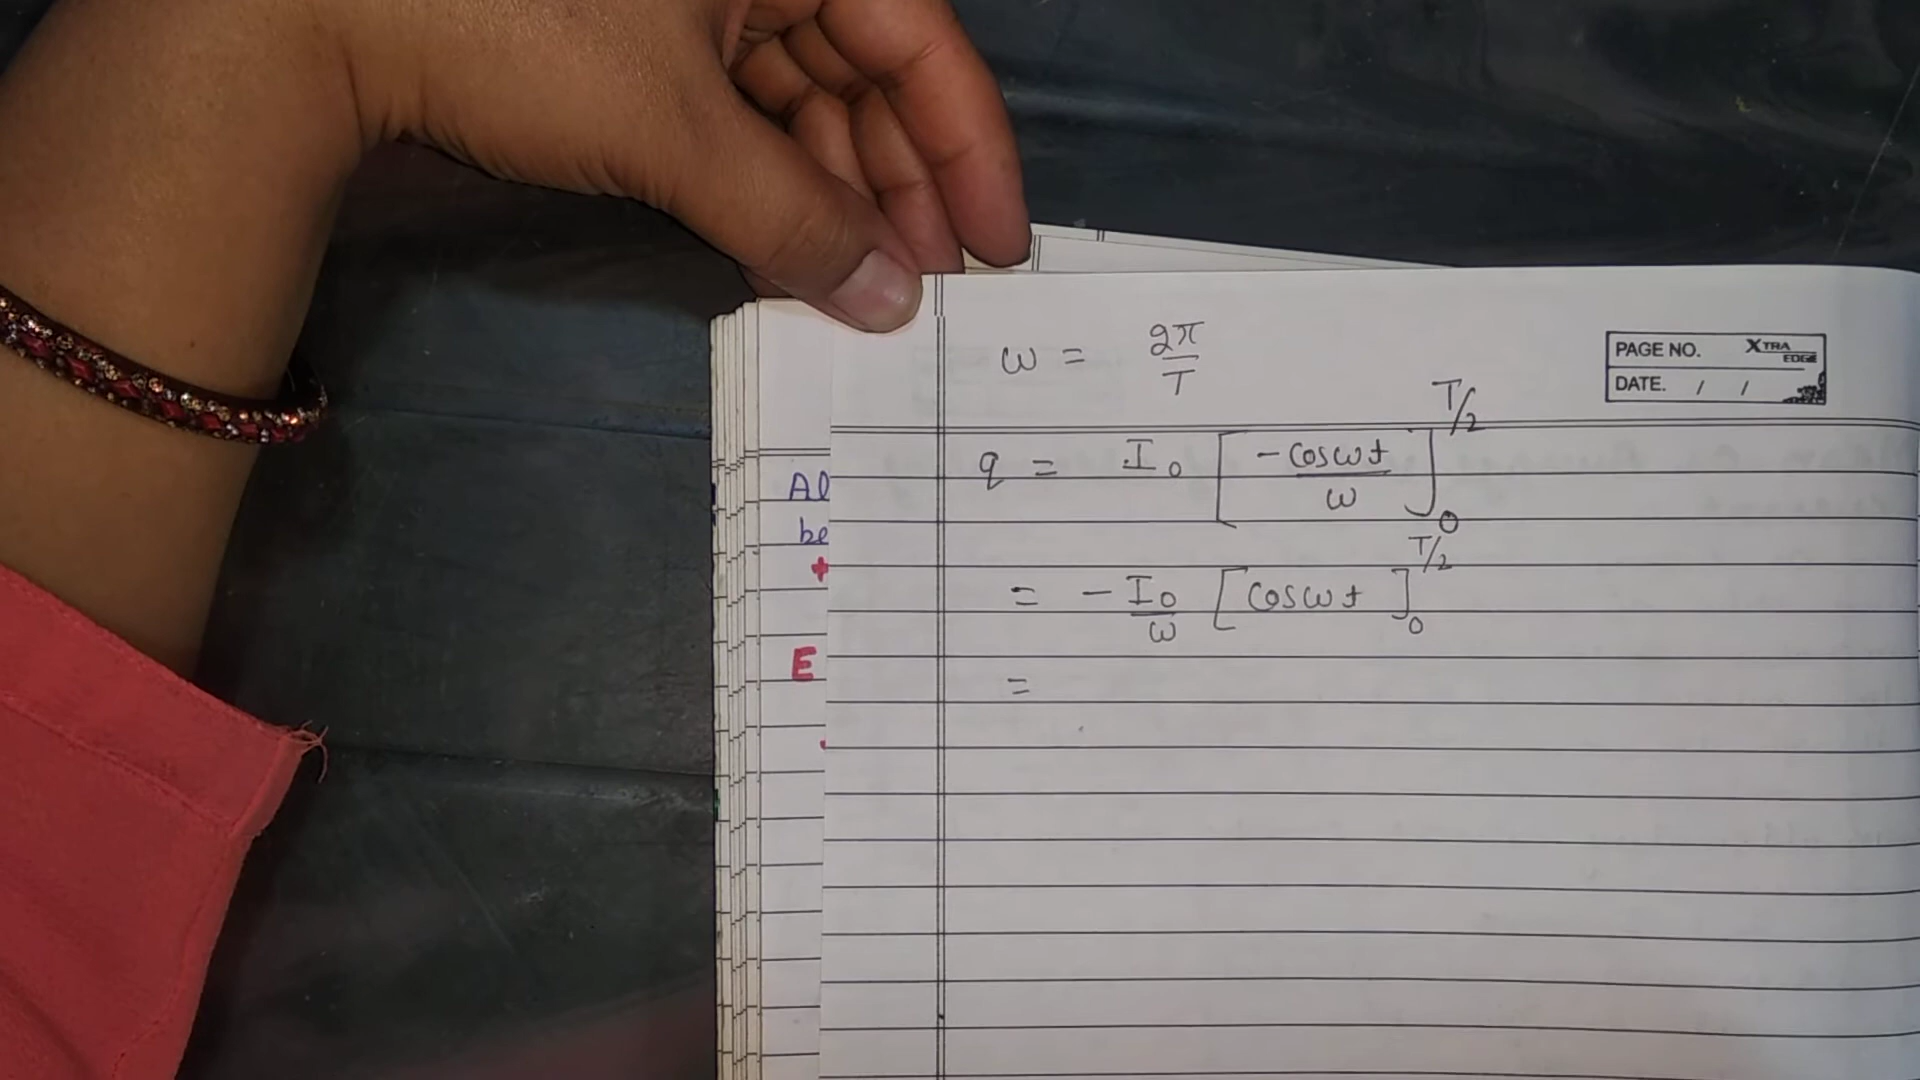 ω = 2π/T
PAGE NO. XTRA EDGE
DATE. / /
q = I₀ [-cosωt/ω]₀^T/2
= -I₀/ω [cosωt]₀^T/2
=
Al
be
+
E